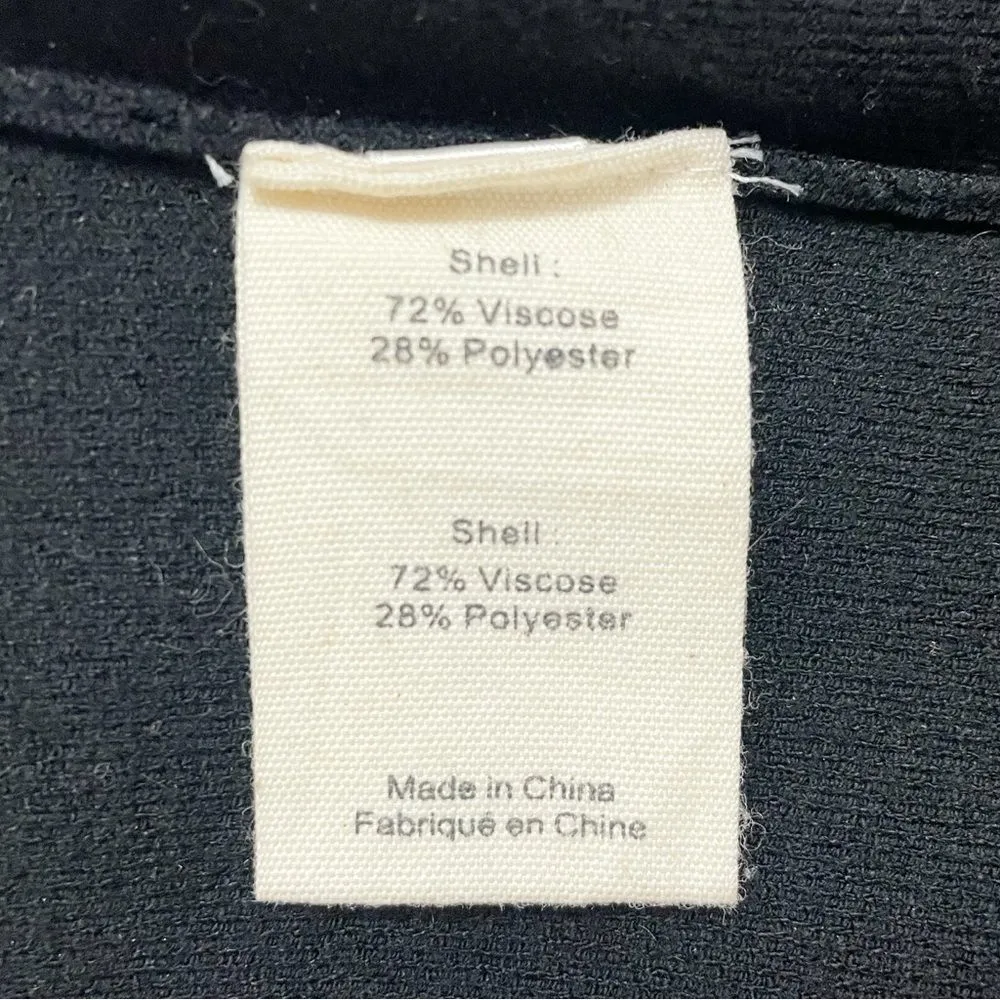 Shell :
72% Viscose
28% Polyester
Shell :
72% Viscose
28% Polyester
Made in China
Fabriqué en Chine